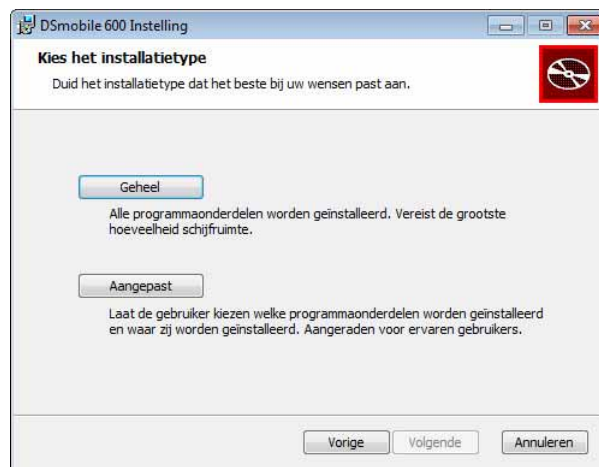 DSmobile 600 Instelling
Kies het installatietype
Duid het installatietype dat het beste bij uw wensen past aan.
Geheel
Alle programmaonderdelen worden geïnstalleerd. Vereist de grootste
hoeveelheid schijfruimte.
Aangepast
Laat de gebruiker kiezen welke programmaonderdelen worden geïnstalleerd
en waar zij worden geïnstalleerd. Aangeraden voor ervaren gebruikers.
Vorige
Volgende
Annuleren